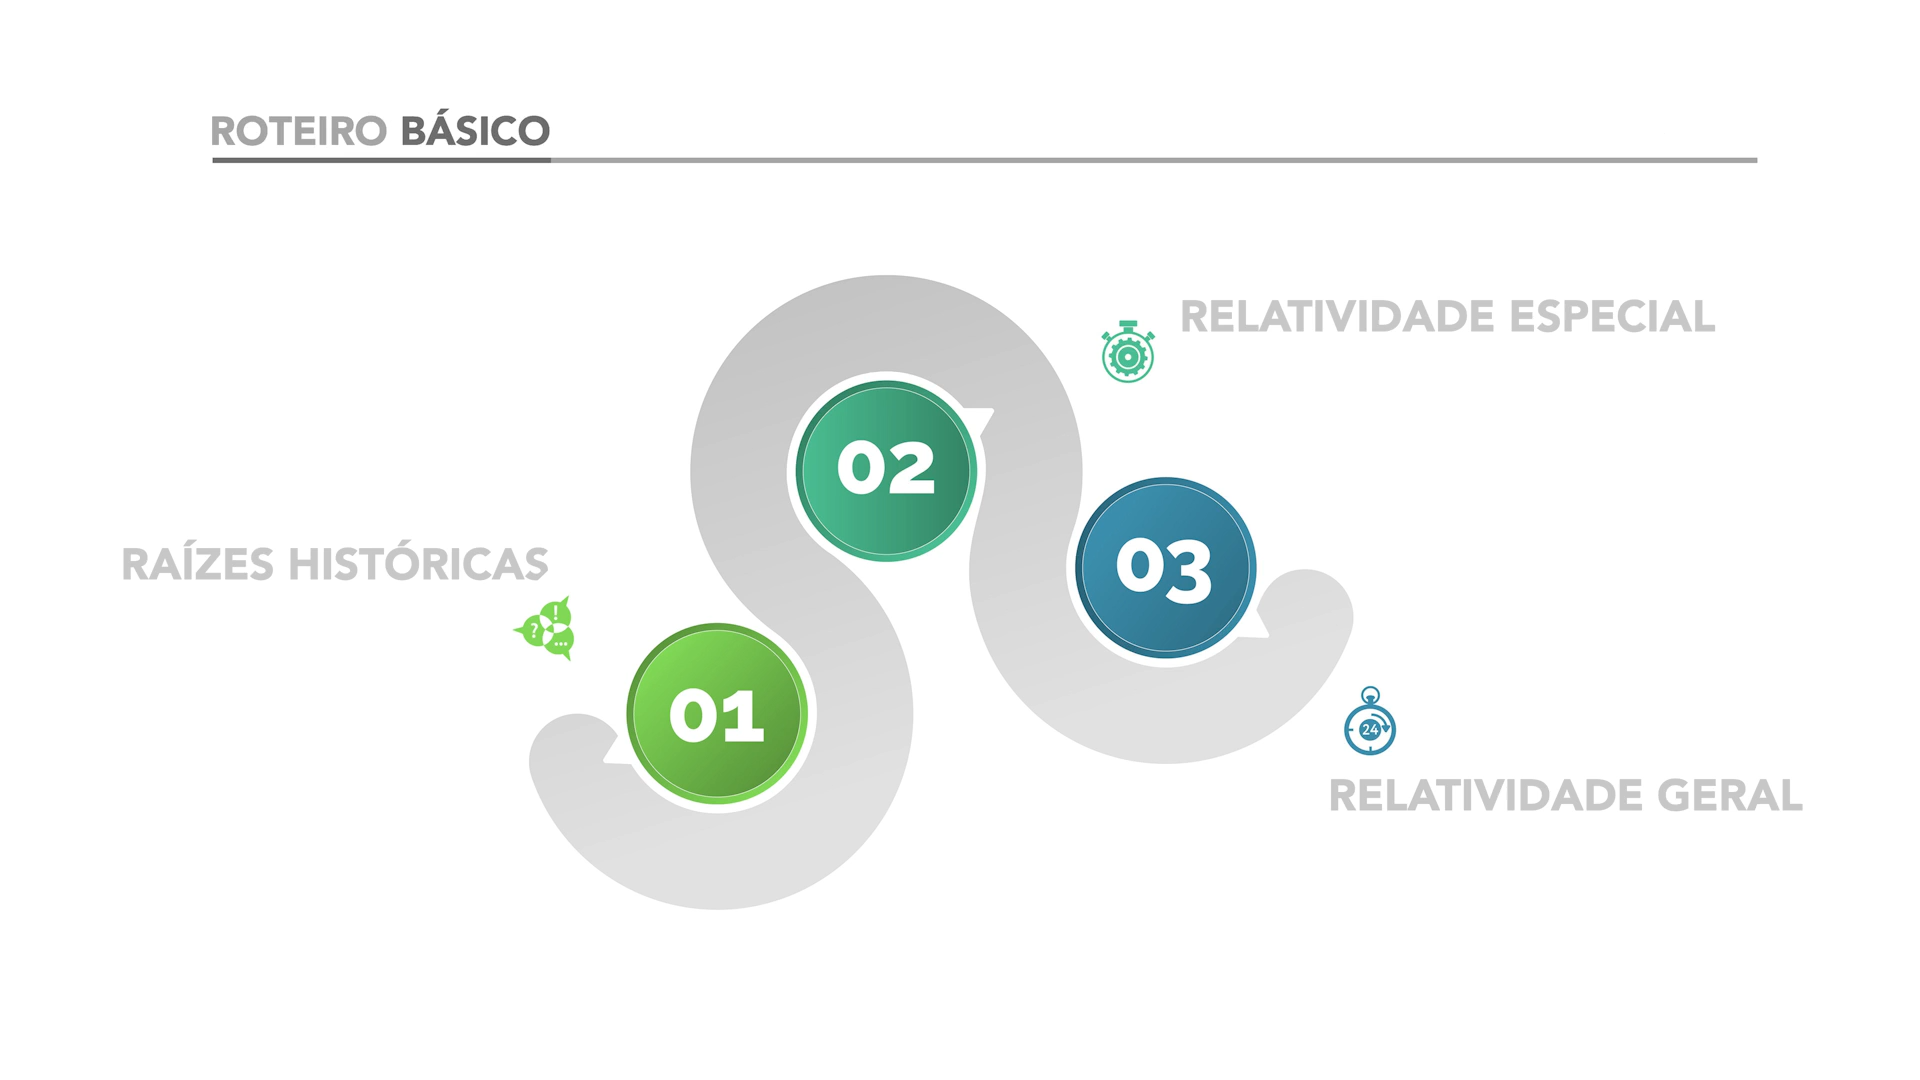 ROTEIRO BÁSICO
RELATIVIDADE ESPECIAL
02
03
RAÍZES HISTÓRICAS
! ? ...
01
24
RELATIVIDADE GERAL